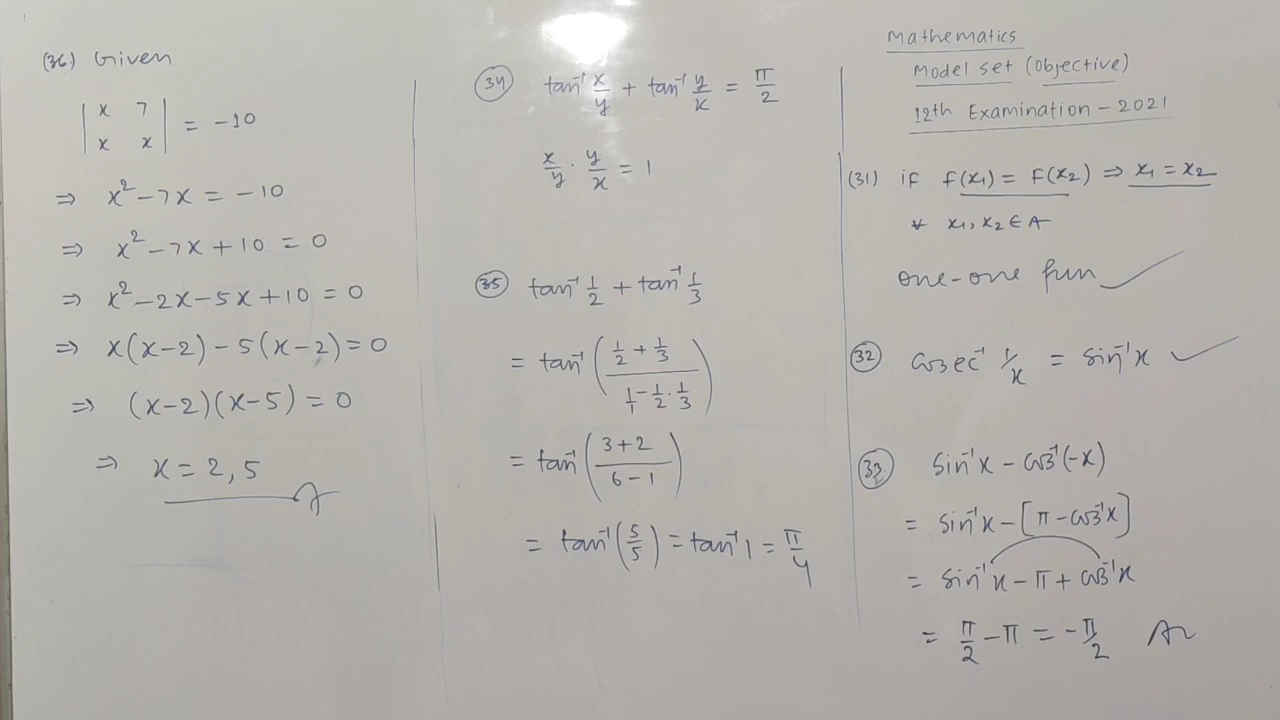 Mathematics
Model set (Objective)
12th Examination - 2021
(31) if f(x₁) = f(x₂) ⇒ x₁ = x₂
∀ x₁, x₂ ∈ A
one-one fun ✓
(32) cosec⁻¹ 1/x = sin⁻¹x ✓
(33) sin⁻¹x - cos⁻¹(-x)
= sin⁻¹x - [π - cos⁻¹x]
= sin⁻¹x - π + cos⁻¹x
= π/2 - π = -π/2
(34) tan⁻¹ x/y + tan⁻¹ y/x = π/2
x/y · y/x = 1
(35) tan⁻¹ 1/2 + tan⁻¹ 1/3
= tan⁻¹ ((1/2 + 1/3)/(1/1 - 1/2 · 1/3))
= tan⁻¹ ((3+2)/(6-1))
= tan⁻¹ (5/5) = tan⁻¹ 1 = π/4
(36) Given
|x 7|
|x x| = -10
⇒ x² - 7x = -10
⇒ x² - 7x + 10 = 0
⇒ x² - 2x - 5x + 10 = 0
⇒ x(x-2) - 5(x-2) = 0
⇒ (x-2)(x-5) = 0
⇒ x = 2, 5